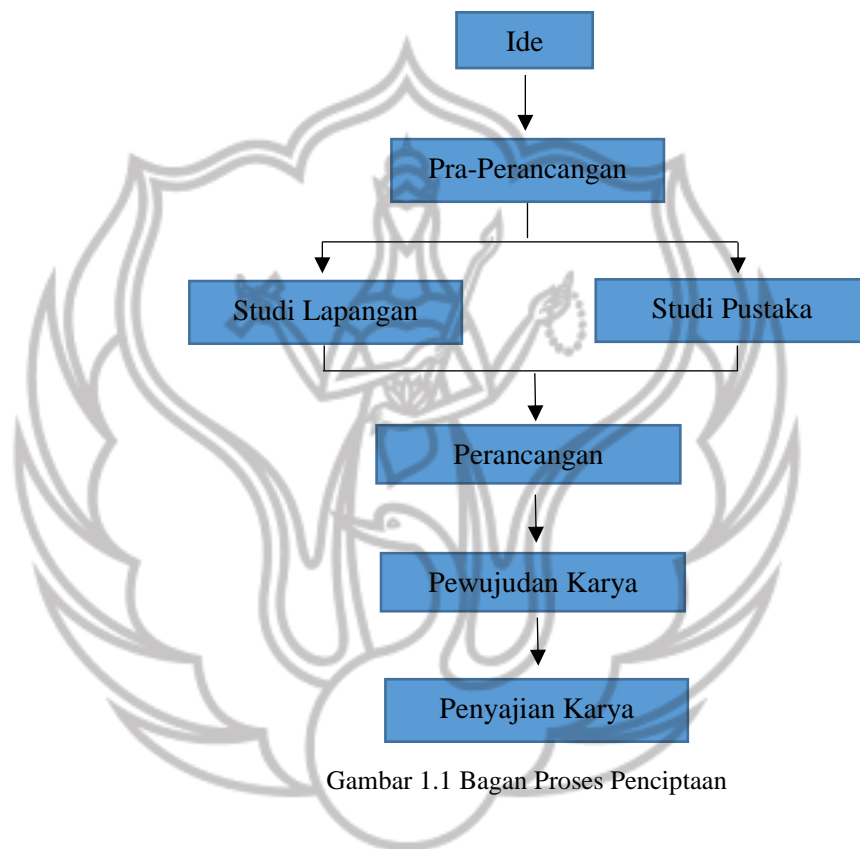 Ide
Pra-Perancangan
Studi Lapangan
Studi Pustaka
Perancangan
Pewujudan Karya
Penyajian Karya
Gambar 1.1 Bagan Proses Penciptaan